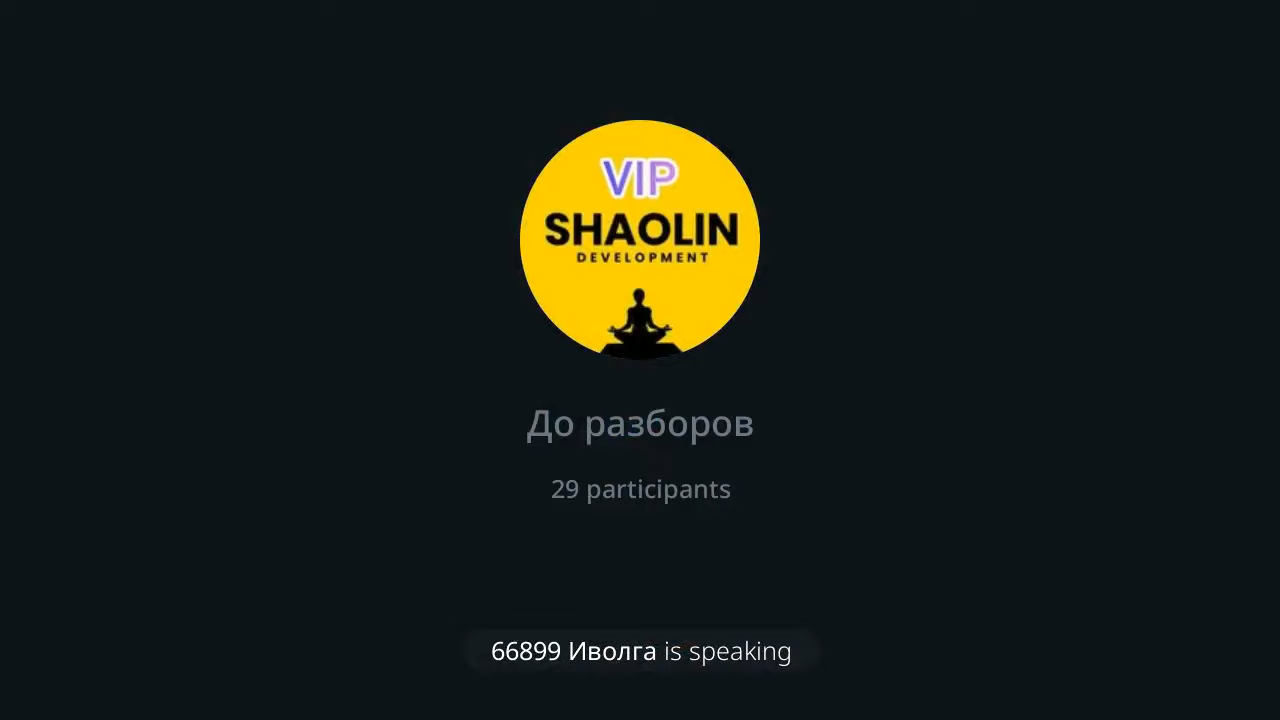 VIP
SHAOLIN
DEVELOPMENT
До разборов
29 participants
66899 Иволга is speaking